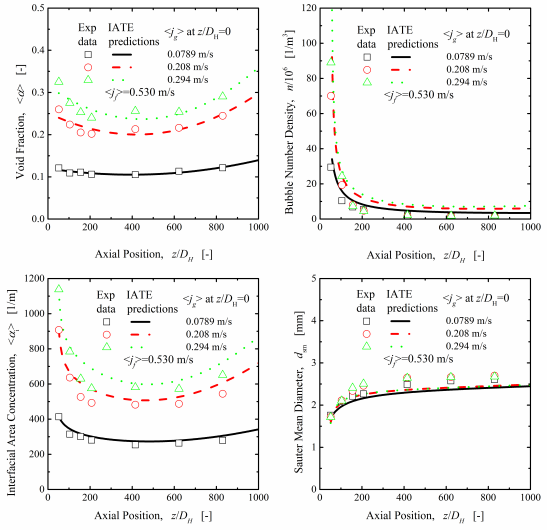 Exp IATE <jg> at z/DH=0
data predictions
0.0789 m/s
0.208 m/s
0.294 m/s
<jf>=0.530 m/s
Void Fraction, <α> [-]
0.5
0.4
0.3
0.2
0.1
0.0
0 200 400 600 800 1000
Axial Position, z/DH [-]
Exp IATE <jg> at z/DH=0
data predictions
0.0789 m/s
0.208 m/s
0.294 m/s
<jf>=0.530 m/s
Bubble Number Density, n/10^6 [1/m^3]
120
100
80
60
40
20
0
0 200 400 600 800 1000
Axial Position, z/DH [-]
Exp IATE <jg> at z/DH=0
data predictions
0.0789 m/s
0.208 m/s
0.294 m/s
<jf>=0.530 m/s
Interfacial Area Concentration, <ai> [1/m]
1200
1000
800
600
400
200
0
0 200 400 600 800 1000
Axial Position, z/DH [-]
Exp IATE <jg> at z/DH=0
data predictions
0.0789 m/s
0.208 m/s
0.294 m/s
<jf>=0.530 m/s
Sauter Mean Diameter, dsm [mm]
5
4
3
2
1
0
0 200 400 600 800 1000
Axial Position, z/DH [-]